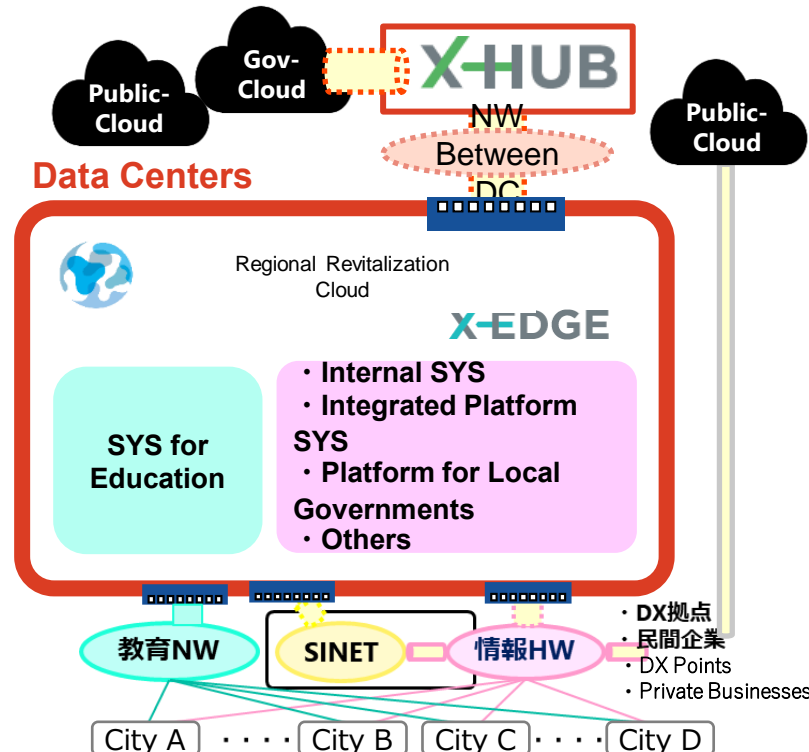 Gov-
Cloud
X-HUB
Public-
Cloud
Public-
Cloud
NW
Between
DC
Data Centers
Regional Revitalization
Cloud
X-EDGE
・Internal SYS
・Integrated Platform
SYS
・Platform for Local
Governments
・Others
SYS for
Education
・DX拠点
・民間企業
・DX Points
・Private Businesses
教育NW
SINET
情報HW
City A
・・・・
City B
City C
・・・・
City D